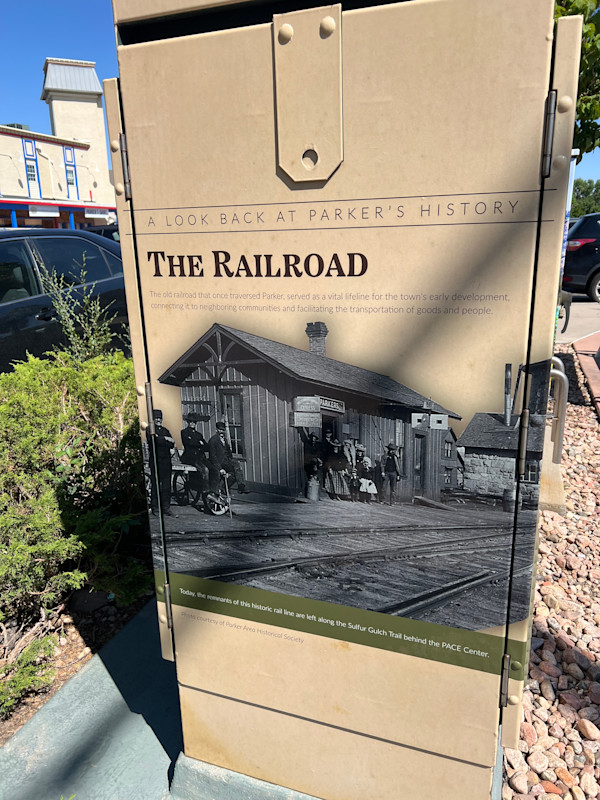 A LOOK BACK AT PARKER'S HISTORY
THE RAILROAD
The old railroad that once traversed Parker, served as a vital lifeline for the town's early development,
connecting it to neighboring communities and facilitating the transportation of goods and people.
PARKER
Today, the remnants of this historic rail line are left along the Sulfur Gulch Trail behind the PACE Center.
Photo courtesy of Parker Area Historical Society